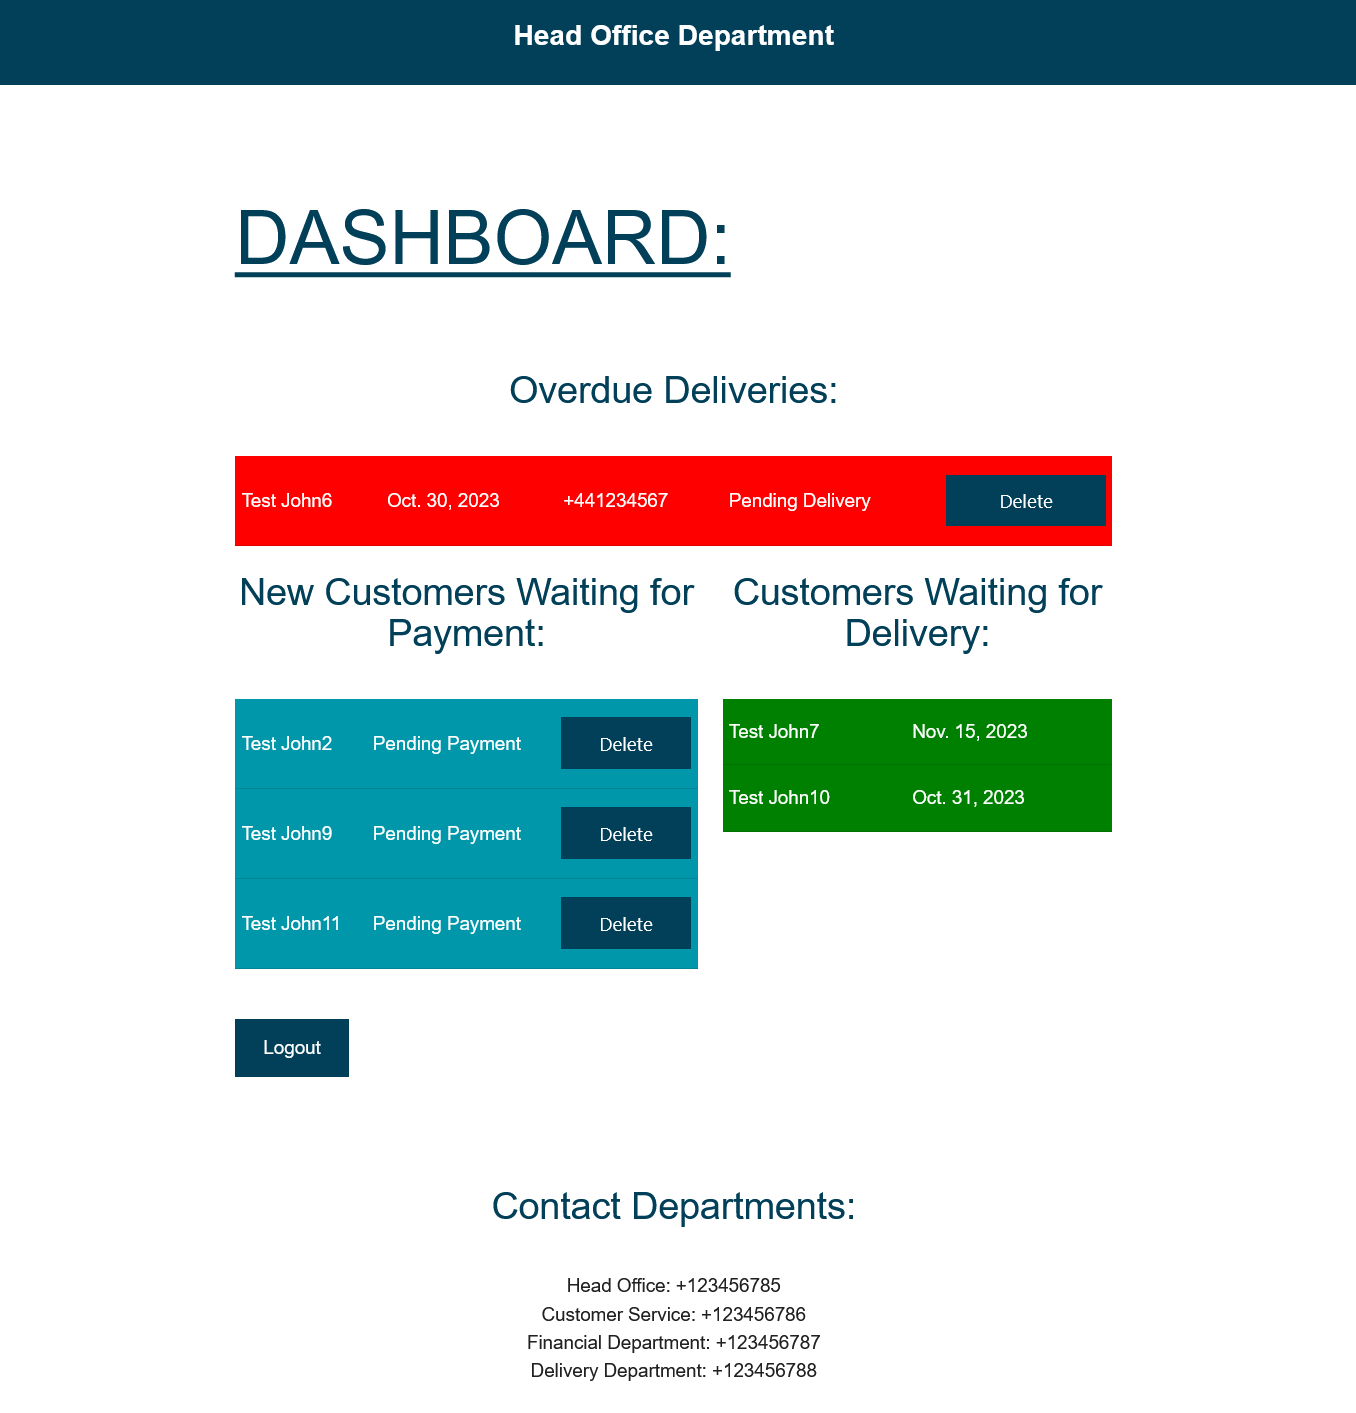 Head Office Department
DASHBOARD:
Overdue Deliveries:
Test John6 Oct. 30, 2023 +441234567 Pending Delivery Delete
New Customers Waiting for
Payment:
Test John2 Pending Payment Delete
Test John9 Pending Payment Delete
Test John11 Pending Payment Delete
Customers Waiting for
Delivery:
Test John7 Nov. 15, 2023
Test John10 Oct. 31, 2023
Logout
Contact Departments:
Head Office: +123456785
Customer Service: +123456786
Financial Department: +123456787
Delivery Department: +123456788